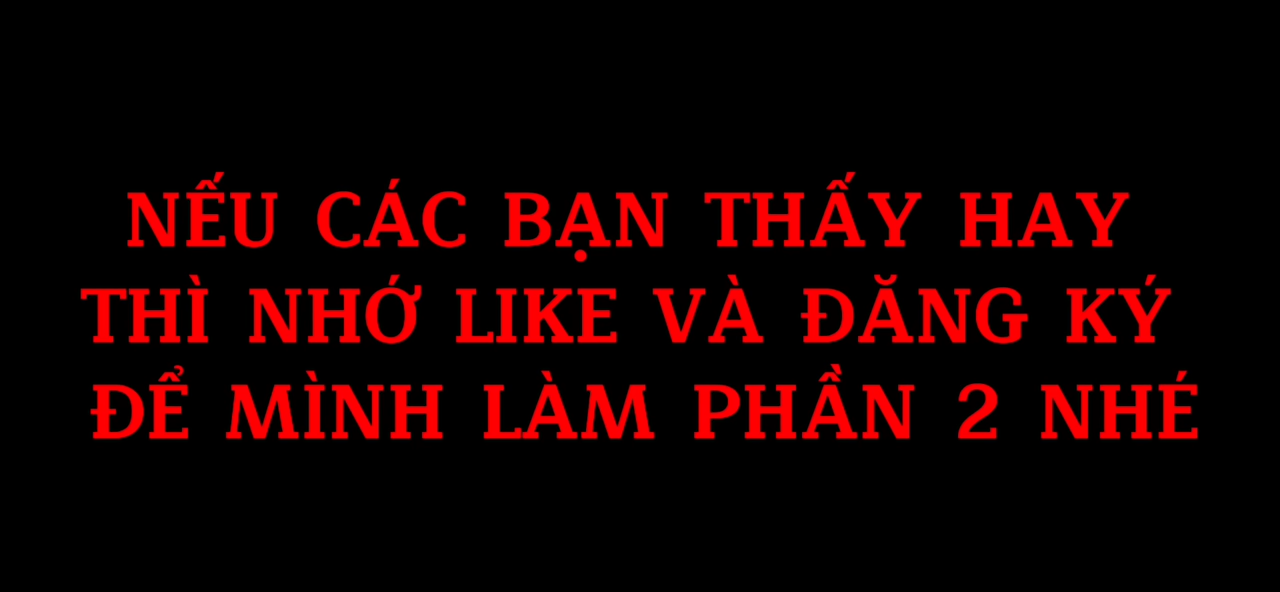 NẾU CÁC BẠN THẤY HAY
THÌ NHỚ LIKE VÀ ĐĂNG KÝ
ĐỂ MÌNH LÀM PHẦN 2 NHÉ